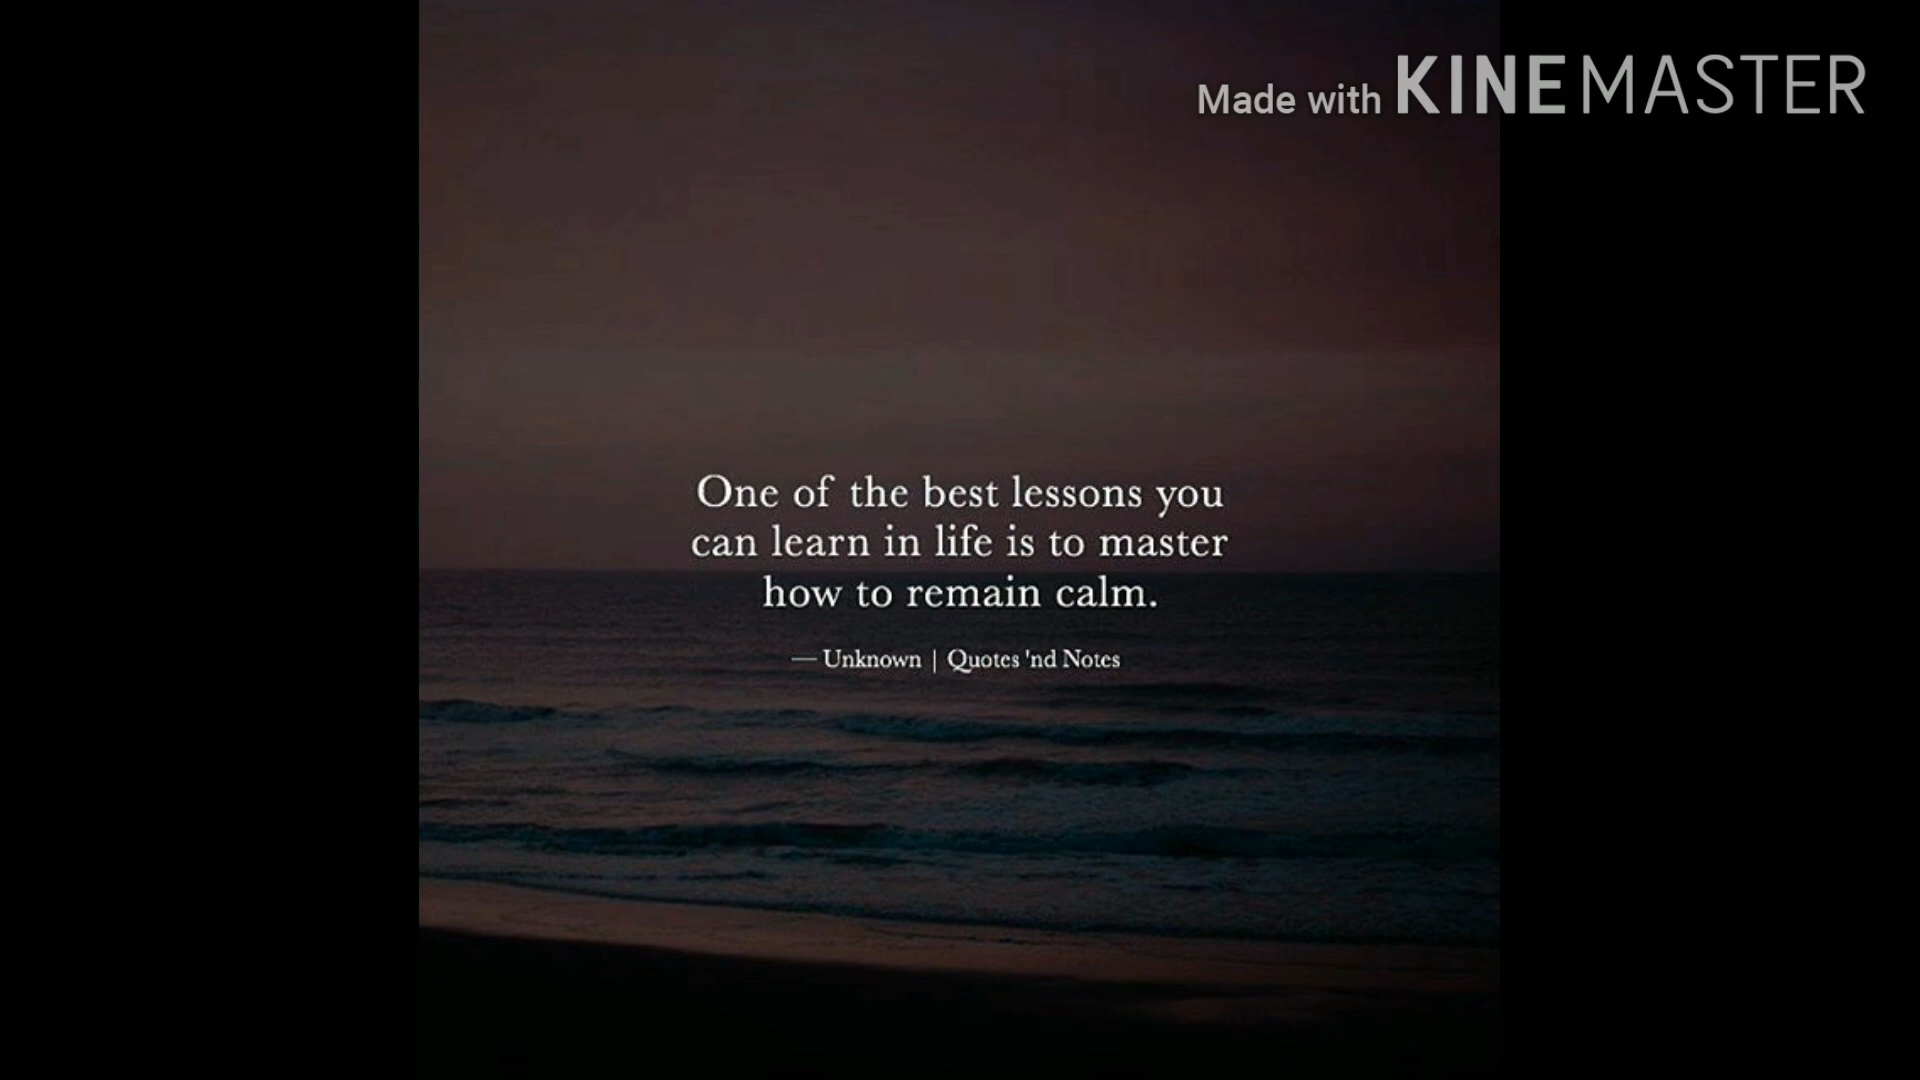 Made with KINEMASTER
One of the best lessons you
can learn in life is to master
how to remain calm.
— Unknown | Quotes 'nd Notes